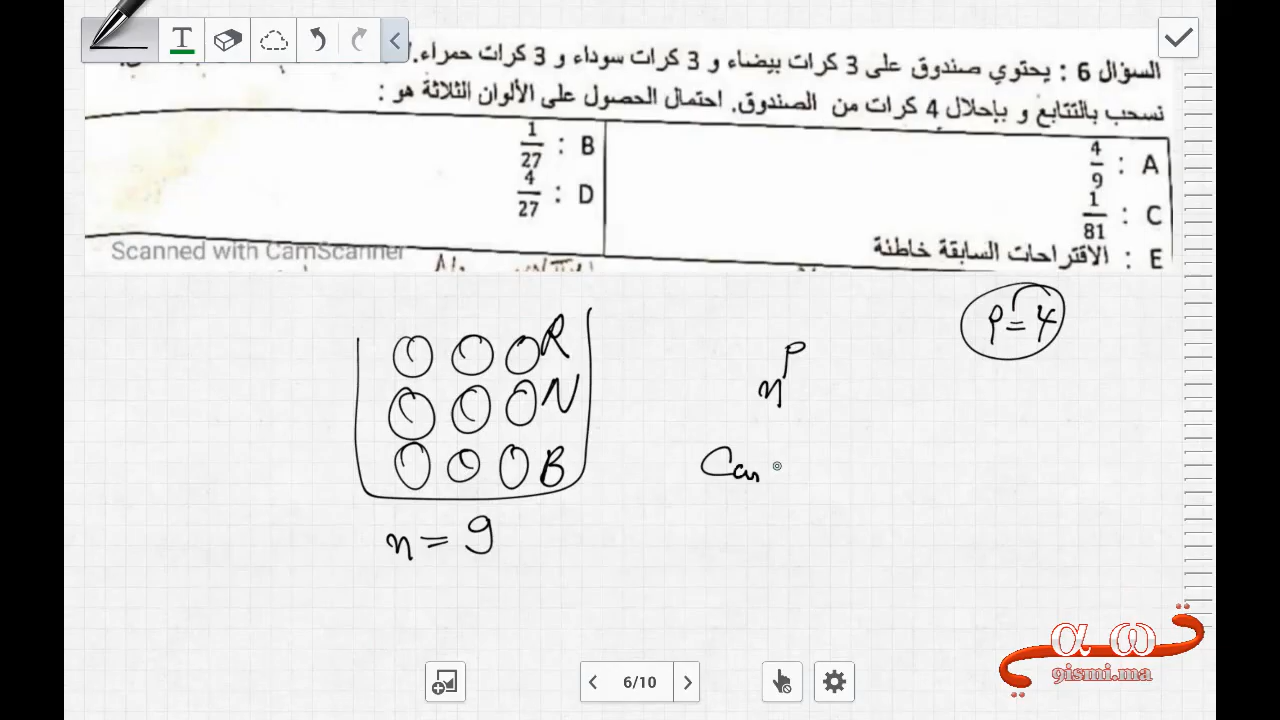 T
السؤال 6 : يحتوي صندوق على 3 كرات بيضاء و 3 كرات سوداء و 3 كرات حمراء.
نسحب بالتتابع و بإحلال 4 كرات من الصندوق. احتمال الحصول على الألوان الثلاثة هو :
A : 4/9
B : 1/27
C : 1/81
D : 4/27
E : الاقتراحات السابقة خاطئة
Scanned with CamScanner
R
N
B
n = 9
n^P
Car
P = 4
6/10
α ω
gismi.ma